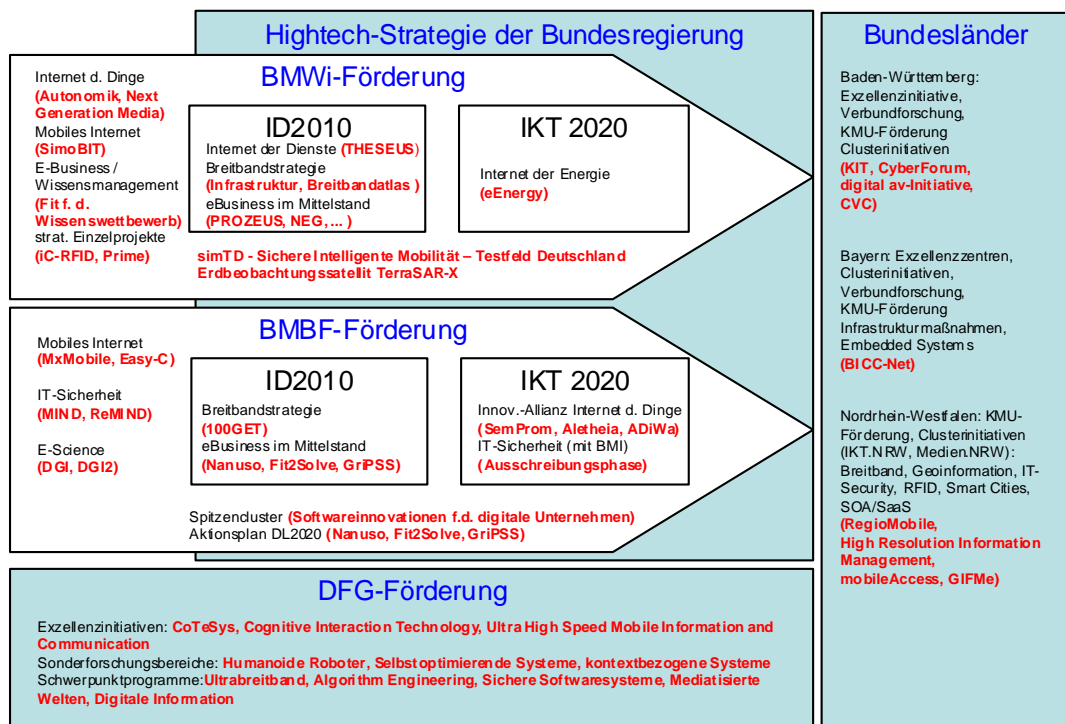 Hightech-Strategie der Bundesregierung
BMWi-Förderung
Internet d. Dinge
(Autonomik, Next
Generation Media)
Mobiles Internet
(SimoBIT)
E-Business /
Wissensmanagement
(Fit f. d.
Wissenswettbewerb)
strat. Einzelprojekte
(iC-RFID, Prime)
ID2010
Internet der Dienste (THESEUS)
Breitbandstrategie
(Infrastruktur, Breitbandatlas )
eBusiness im Mittelstand
(PROZEUS, NEG, ... )
IKT 2020
Internet der Energie
(eEnergy)
simTD - Sichere Intelligente Mobilität – Testfeld Deutschland
Erdbeobachtungssatellit TerraSAR-X
BMBF-Förderung
Mobiles Internet
(MxMobile, Easy-C)
IT-Sicherheit
(MIND, ReMIND)
E-Science
(DGI, DGI2)
ID2010
Breitbandstrategie
(100GET)
eBusiness im Mittelstand
(Nanuso, Fit2Solve, GriPSS)
IKT 2020
Innov.-Allianz Internet d. Dinge
(SemProm, Aletheia, ADiWa)
IT-Sicherheit (mit BMI)
(Ausschreibungsphase)
Spitzencluster (Softwareinnovationen f.d. digitale Unternehmen)
Aktionsplan DL2020 (Nanuso, Fit2Solve, GriPSS)
DFG-Förderung
Exzellenzinitiativen: CoTeSys, Cognitive Interaction Technology, Ultra High Speed Mobile Information and
Communication
Sonderforschungsbereiche: Humanoide Roboter, Selbstoptimierende Systeme, kontextbezogene Systeme
Schwerpunktprogramme:Ultrabreitband, Algorithm Engineering, Sichere Softwaresysteme, Mediatisierte
Welten, Digitale Information
Bundesländer
Baden-Württemberg:
Exzellenzinitiative,
Verbundforschung,
KMU-Förderung
Clusterinitiativen
(KIT, CyberForum,
digital av-Initiative,
CVC)
Bayern: Exzellenzzentren,
Clusterinitiativen,
Verbundforschung,
KMU-Förderung
Infrastrukturmaßnahmen,
Embedded Systems
(BICC-Net)
Nordrhein-Westfalen: KMU-
Förderung, Clusterinitiativen
(IKT.NRW, Medien.NRW):
Breitband, Geoinformation, IT-
Security, RFID, Smart Cities,
SOA/SaaS
(RegioMobile,
High Resolution Information
Management,
mobileAccess, GIFMe)